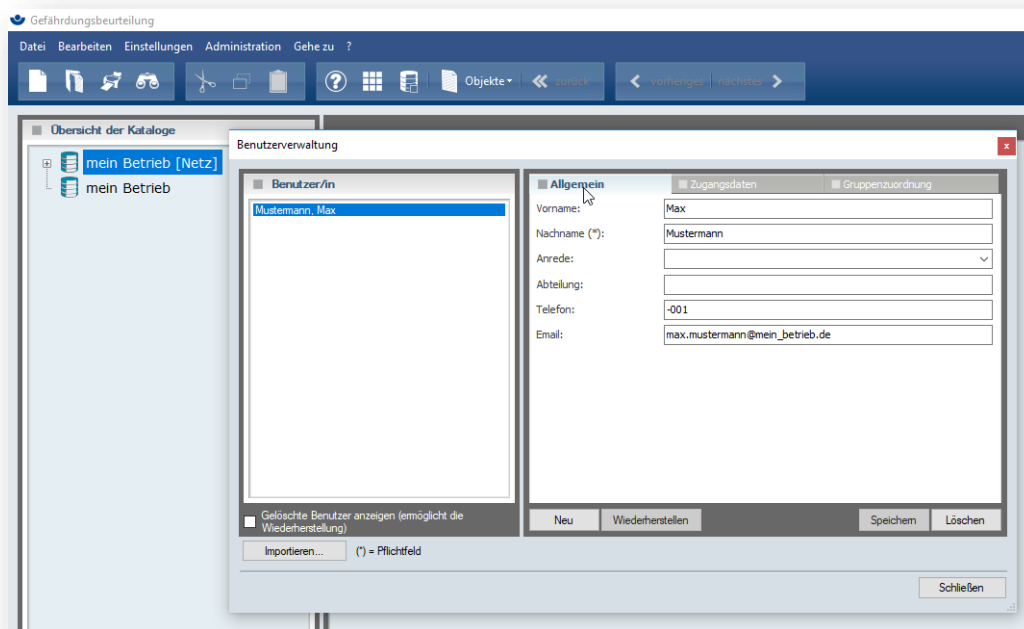 Gefährdungsbeurteilung
Datei Bearbeiten Einstellungen Administration Gehe zu ?
Objekte zurück vorheriges nächstes
Übersicht der Kataloge
mein Betrieb [Netz]
mein Betrieb
Benutzerverwaltung
x
Benutzer/in
Mustermann, Max
Gelöschte Benutzer anzeigen (ermöglicht die
Wiederherstellung)
Importieren... (*) = Pflichtfeld
Allgemein Zugangsdaten Gruppenzuordnung
Vorname: Max
Nachname (*): Mustermann
Anrede:
Abteilung:
Telefon: -001
Email: max.mustermann@mein_betrieb.de
Neu Wiederherstellen Speichern Löschen
Schließen